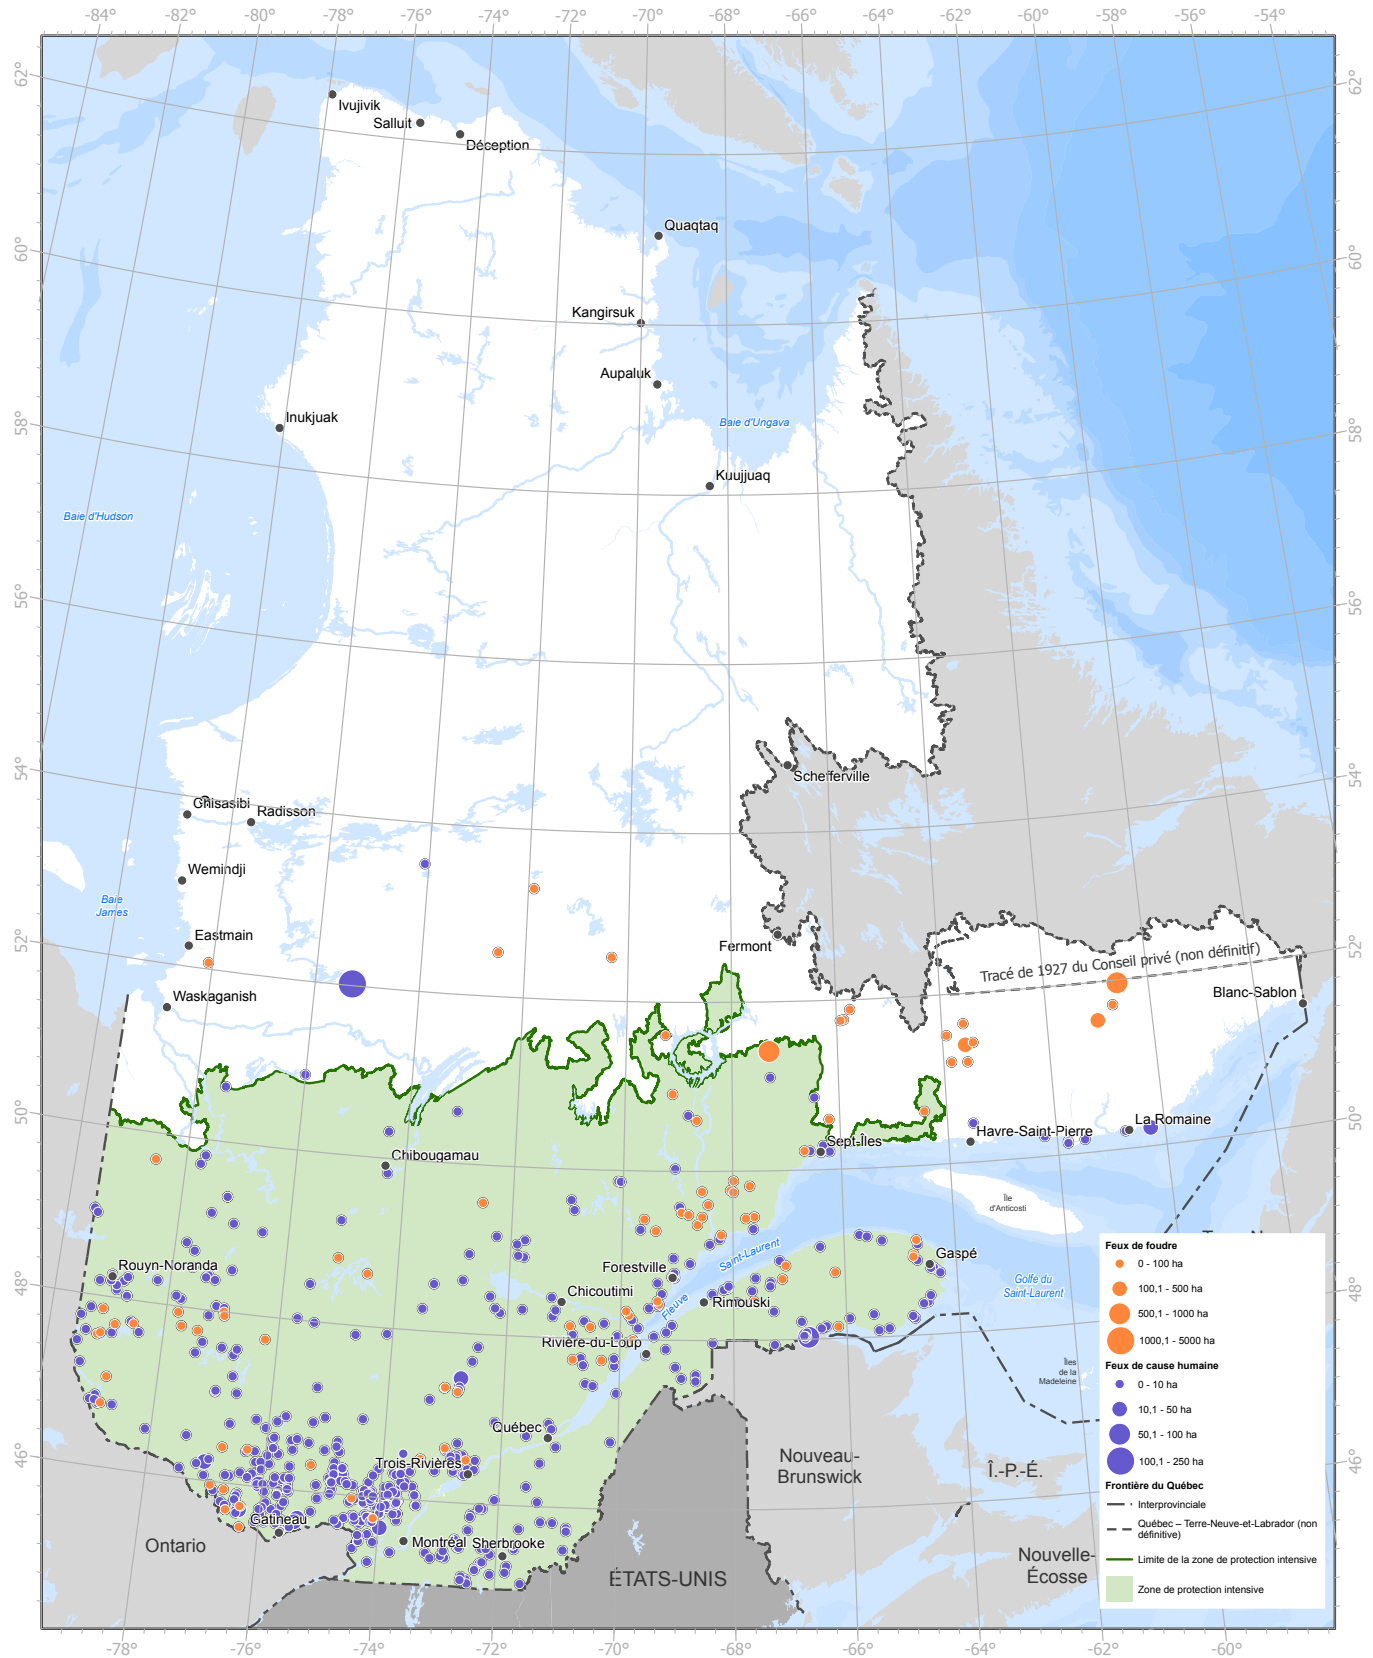 -84° -82° -80° -78° -76° -74° -72° -70° -68° -66° -64° -62° -60° -58° -56° -54°
62°
62°
Ivujivik
Salluit
Déception
Quaqtaq
60°
60°
Kangirsuk
Aupaluk
Inukjuak
58°
58°
Baie d'Ungava
Kuujjuaq
Baie d'Hudson
56°
56°
54°
54°
Schefferville
Chisasibi
Radisson
Wemindji
Baie
James
Eastmain
Fermont
52°
52°
Tracé de 1927 du Conseil privé (non définitif)
Waskaganish
Blanc-Sablon
50°
50°
La Romaine
Havre-Saint-Pierre
Sept-Îles
Chibougamau
Île
d'Anticosti
Gaspé
Saint-Laurent
Fleuve
Forestville
Rouyn-Noranda
48°
48°
Golfe du
Saint-Laurent
Chicoutimi
Rimouski
Rivière-du-Loup
Îles
de la
Madeleine
Québec
46°
46°
Trois-Rivières
Nouveau-
Brunswick
Î.-P.-É.
Gatineau
Ontario
Montréal
Sherbrooke
ÉTATS-UNIS
Nouvelle-
Écosse
Feux de foudre
0 - 100 ha
100,1 - 500 ha
500,1 - 1000 ha
1000,1 - 5000 ha
Feux de cause humaine
0 - 10 ha
10,1 - 50 ha
50,1 - 100 ha
100,1 - 250 ha
Frontière du Québec
Interprovinciale
Québec – Terre-Neuve-et-Labrador (non
définitive)
Limite de la zone de protection intensive
Zone de protection intensive
-78° -76° -74° -72° -70° -68° -66° -64° -62° -60°